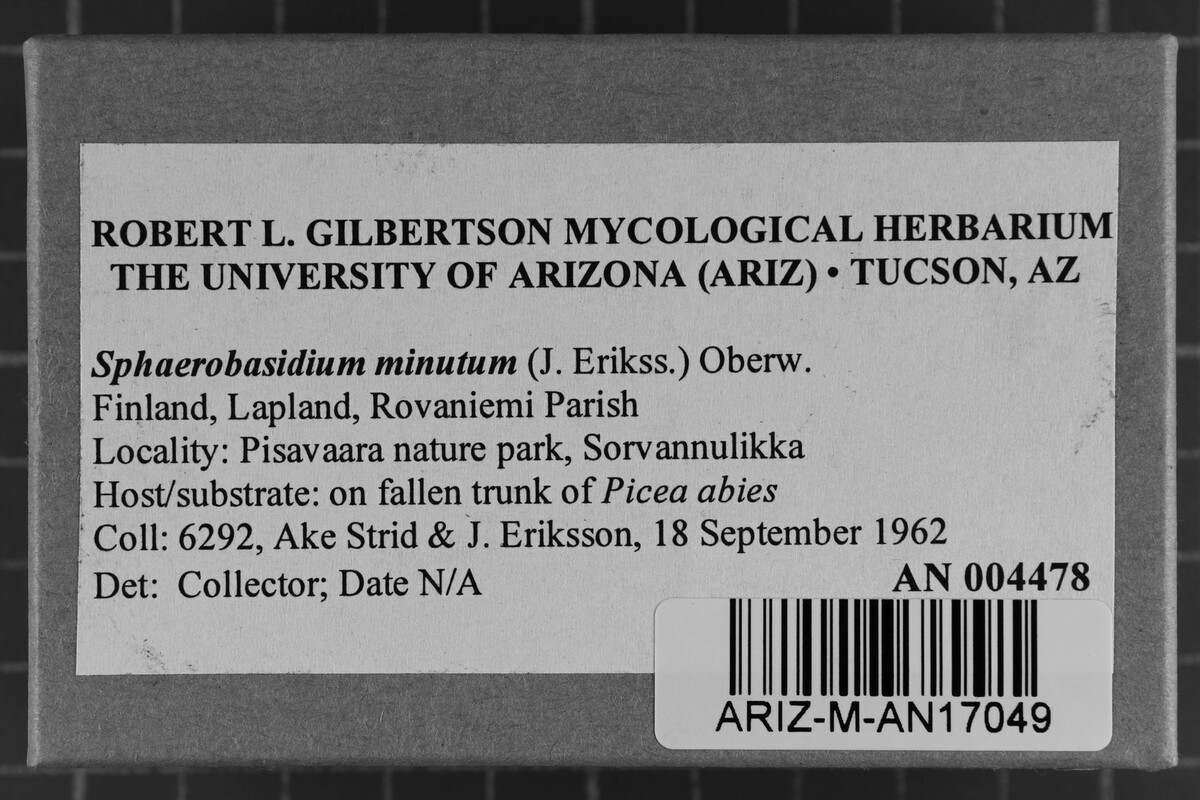 ROBERT L. GILBERTSON MYCOLOGICAL HERBARIUM
THE UNIVERSITY OF ARIZONA (ARIZ) • TUCSON, AZ
Sphaerobasidium minutum (J. Erikss.) Oberw.
Finland, Lapland, Rovaniemi Parish
Locality: Pisavaara nature park, Sorvannulikka
Host/substrate: on fallen trunk of Picea abies
Coll: 6292, Ake Strid & J. Eriksson, 18 September 1962
Det: Collector; Date N/A
AN 004478
ARIZ-M-AN17049